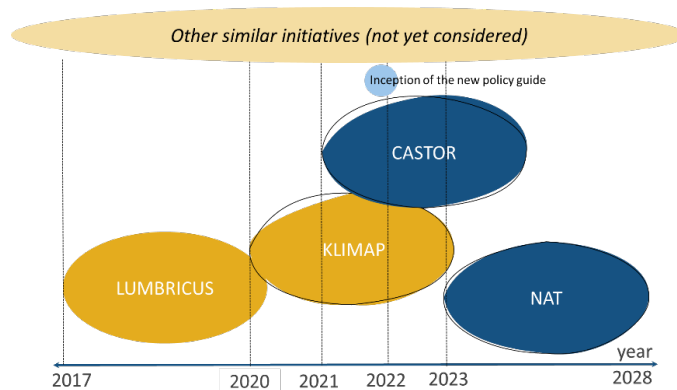 Other similar initiatives (not yet considered)
Inception of the new policy guide
CASTOR
KLIMAP
LUMBRICUS
NAT
year
2017 2020 2021 2022 2023 2028